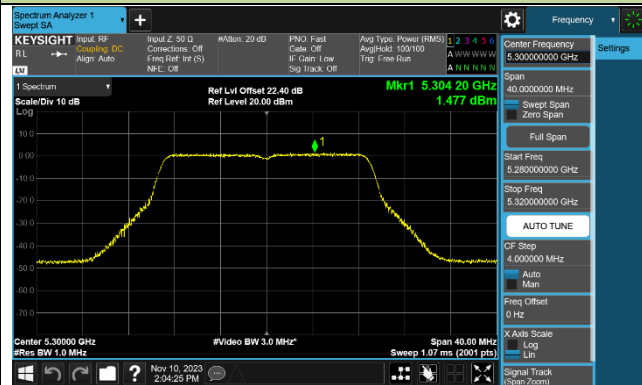 Spectrum Analyzer 1
Swept SA
Frequency
KEYSIGHT Input: RF
RL
Coupling: DC
Align: Auto
LXI
Input Z: 50 Ω
Corrections: Off
Freq Ref: Int (S)
NFE: Off
#Atten: 20 dB
PNO: Fast
Gate: Off
IF Gain: Low
Sig Track: Off
Avg Type: Power (RMS)
Avg|Hold: 100/100
Trig: Free Run
1 2 3 4 5 6
A W W W W W
A N N N N N
1 Spectrum
Scale/Div 10 dB
Log
Ref Lvl Offset 22.40 dB
Ref Level 20.00 dBm
Mkr1 5.304 20 GHz
1.477 dBm
1
10.0
0.00
-10.0
-20.0
-30.0
-40.0
-50.0
-60.0
-70.0
Center 5.30000 GHz
#Res BW 1.0 MHz
#Video BW 3.0 MHz*
Span 40.00 MHz
Sweep 1.07 ms (2001 pts)
Nov 10, 2023
2:04:25 PM
Center Frequency
5.300000000 GHz
Settings
Span
40.0000000 MHz
Swept Span
Zero Span
Full Span
Start Freq
5.280000000 GHz
Stop Freq
5.320000000 GHz
AUTO TUNE
CF Step
4.000000 MHz
Auto
Man
Freq Offset
0 Hz
X Axis Scale
Log
Lin
Signal Track
(Span Zoom)